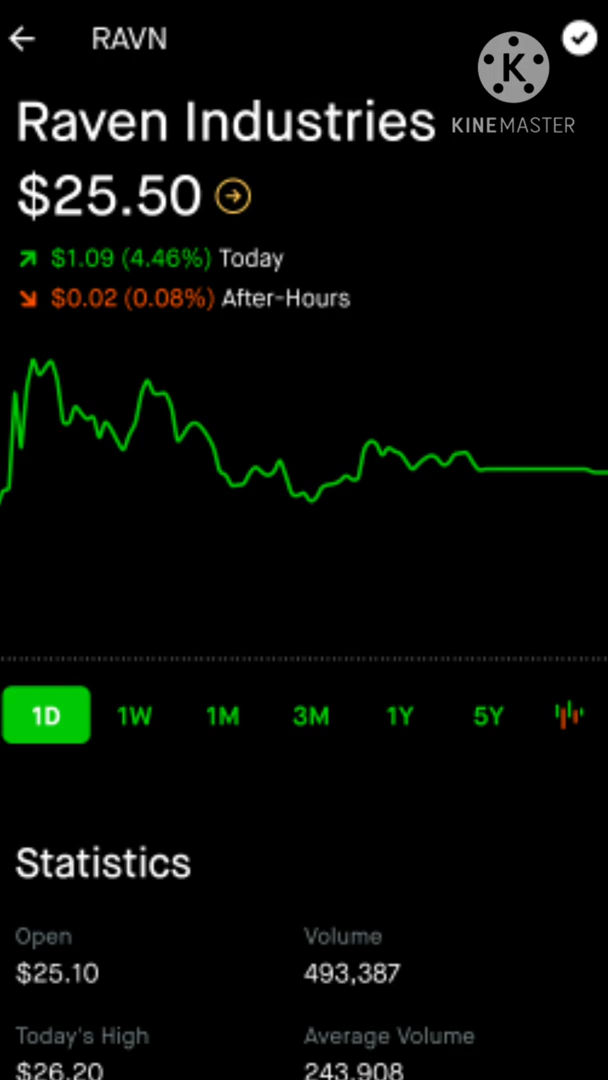 RAVN
K
KINEMASTER
Raven Industries
$25.50
$1.09 (4.46%) Today
$0.02 (0.08%) After-Hours
1D 1W 1M 3M 1Y 5Y
Statistics
Open Volume
$25.10 493,387
Today's High Average Volume
$26.20 243,908